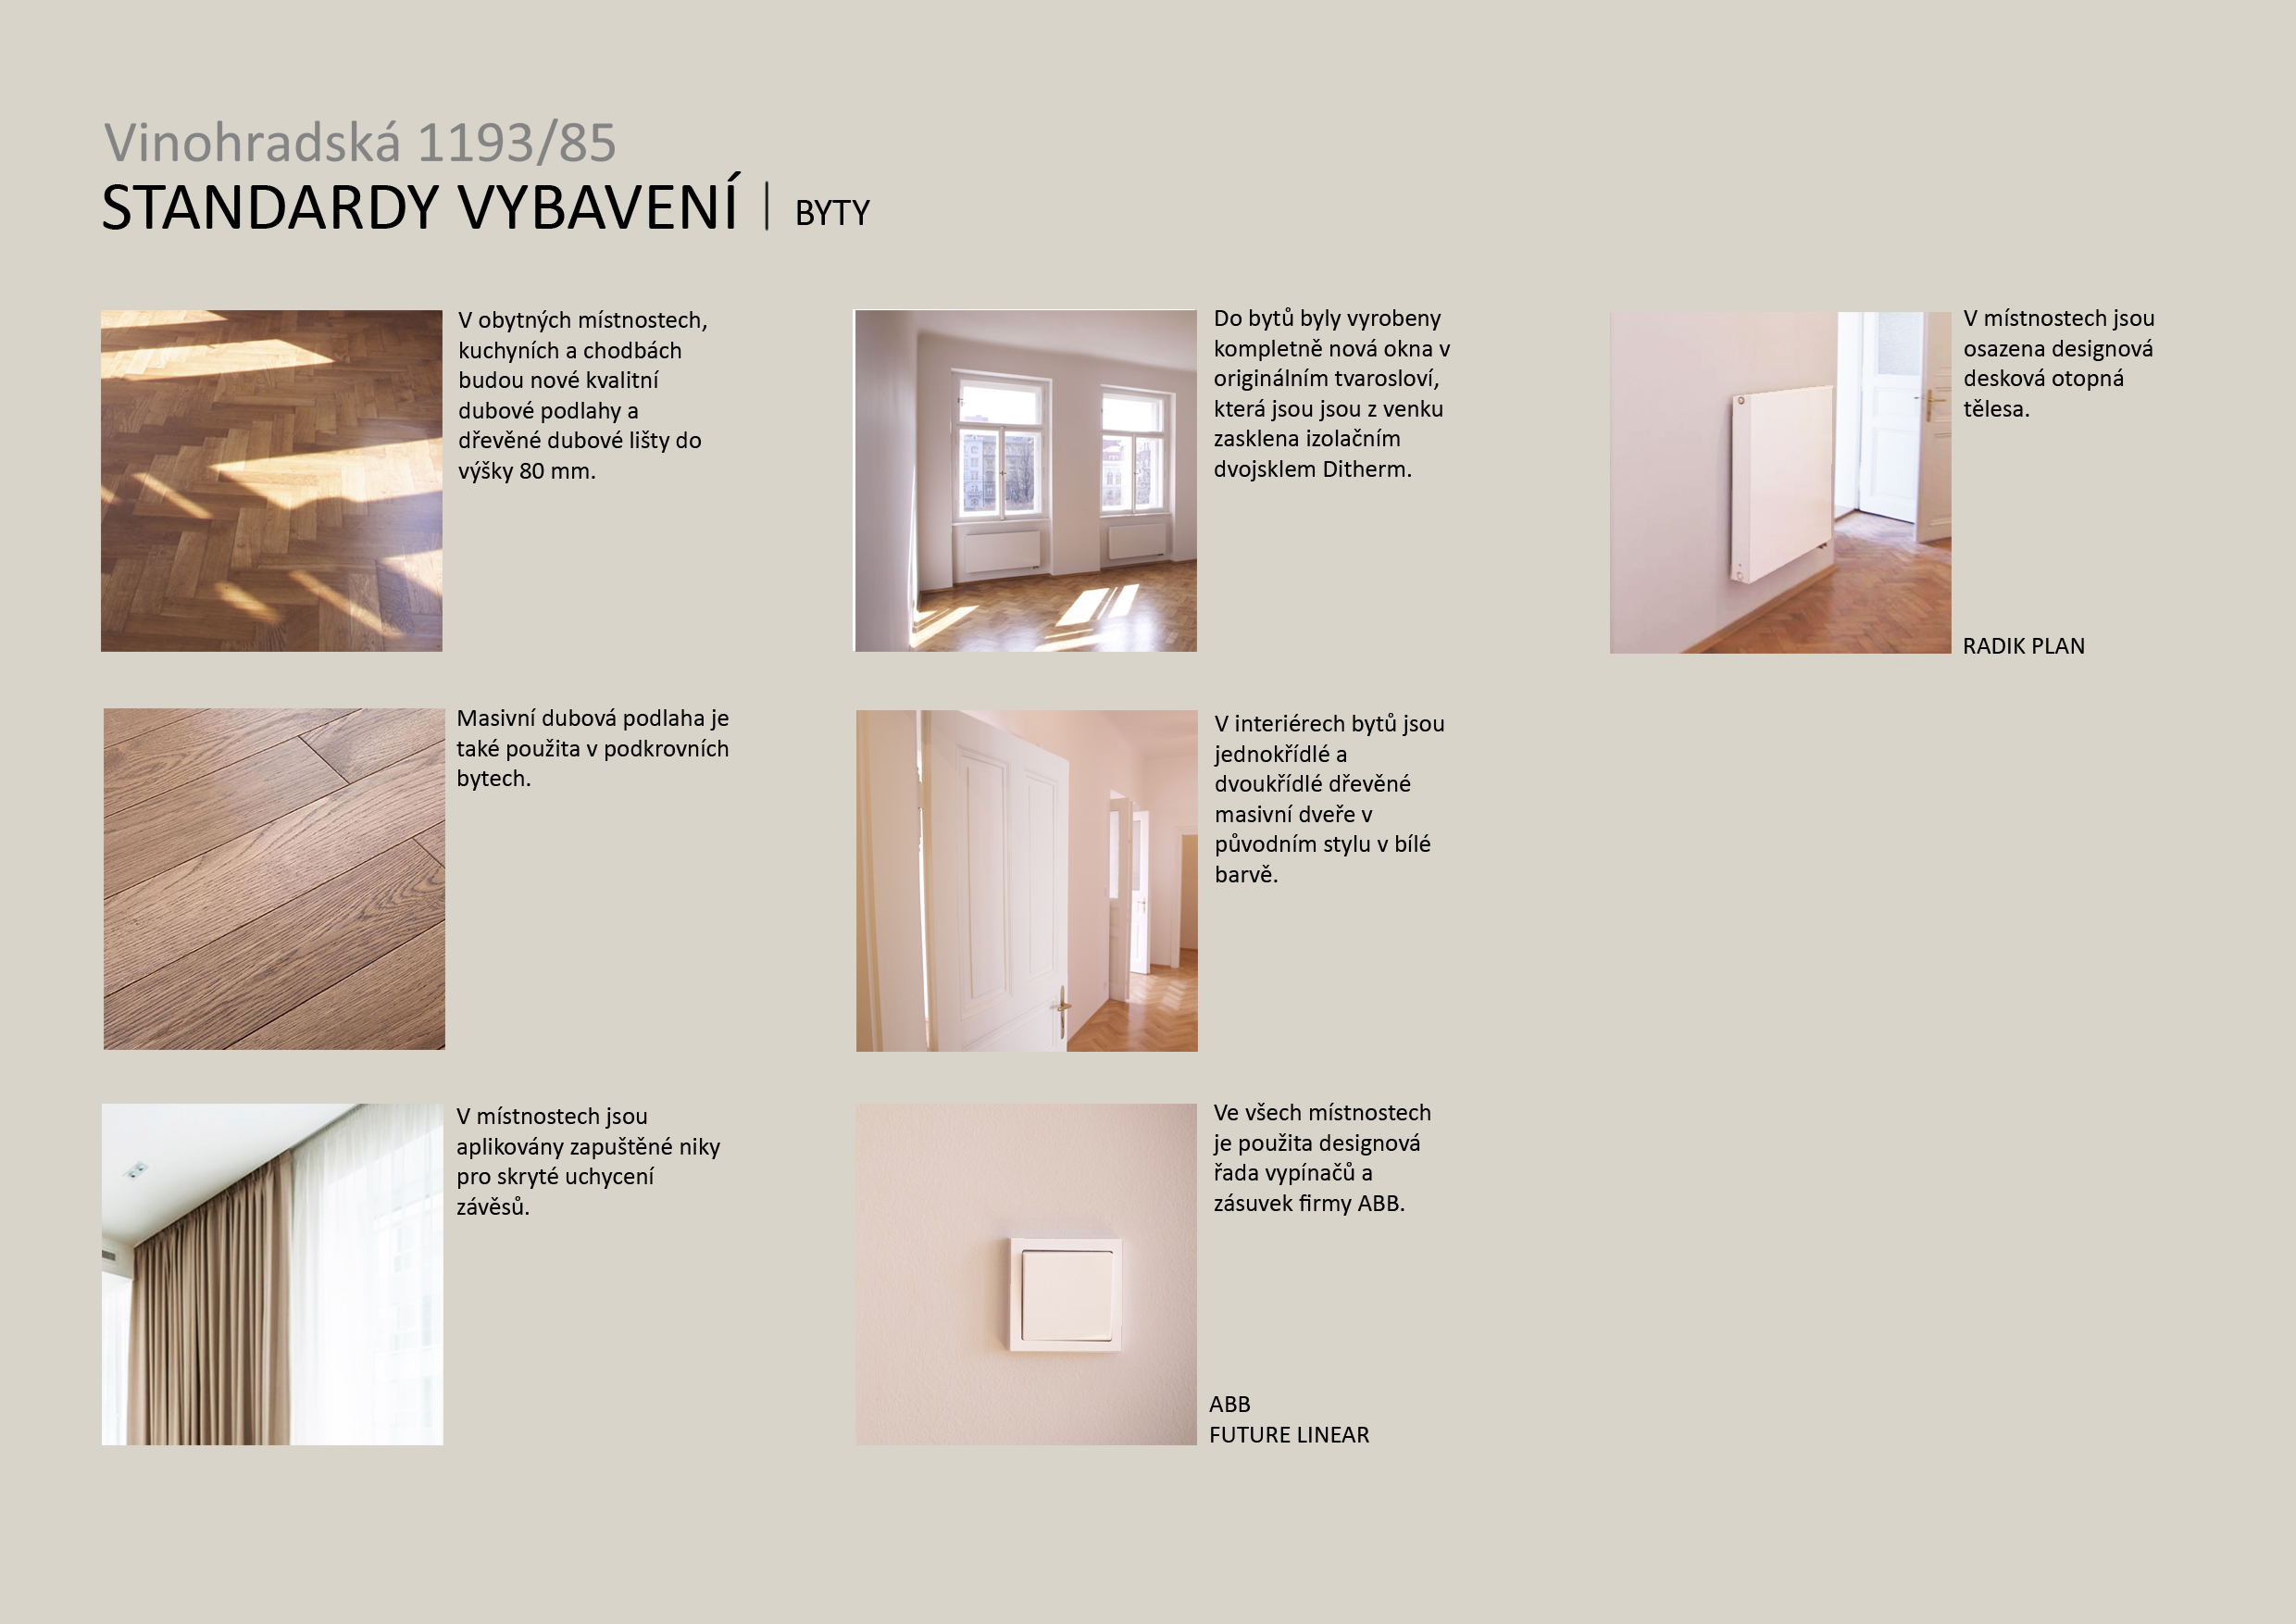 Vinohradská 1193/85
STANDARDY VYBAVENÍ | BYTY
V obytných místnostech,
kuchyních a chodbách
budou nové kvalitní
dubové podlahy a
dřevěné dubové lišty do
výšky 80 mm.
Masivní dubová podlaha je
také použita v podkrovních
bytech.
V místnostech jsou
aplikovány zapuštěné niky
pro skryté uchycení
závěsů.
Do bytů byly vyrobeny
kompletně nová okna v
originálním tvarosloví,
která jsou jsou z venku
zasklena izolačním
dvojsklem Ditherm.
V interiérech bytů jsou
jednokřídlé a
dvoukřídlé dřevěné
masivní dveře v
původním stylu v bílé
barvě.
Ve všech místnostech
je použita designová
řada vypínačů a
zásuvek firmy ABB.
ABB
FUTURE LINEAR
V místnostech jsou
osazena designová
desková otopná
tělesa.
RADIK PLAN